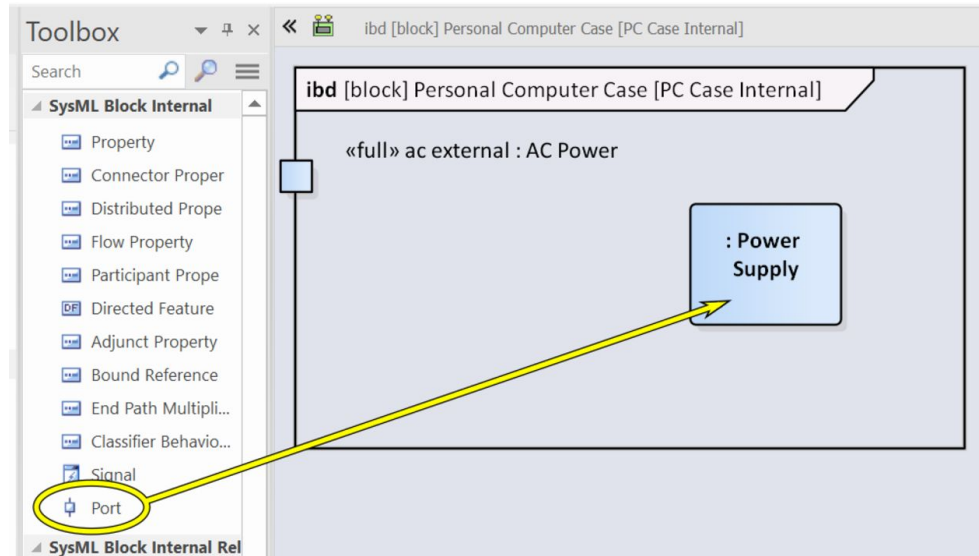 Toolbox
Search
SysML Block Internal
Property
Connector Proper
Distributed Prope
Flow Property
Participant Prope
DF Directed Feature
Adjunct Property
Bound Reference
End Path Multipli...
Classifier Behavio...
Signal
Port
SysML Block Internal Rel
ibd [block] Personal Computer Case [PC Case Internal]
ibd [block] Personal Computer Case [PC Case Internal]
«full» ac external : AC Power
: Power
Supply